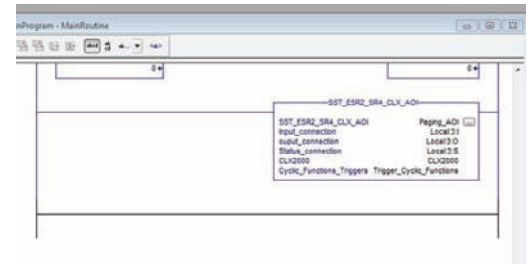 nProgram - MainRoutine
0
0
SST_ESR2_SR4_CLX_AOI
SST_ESR2_SR4_CLX_AOI Paging_AOI ...
Input_connection Local:3:I
ouput_connection Local:3:O
Status_connection Local:3:S
CLX2000 CLX2000
Cyclic_Functions_Triggers Trigger_Cyclic_Functions